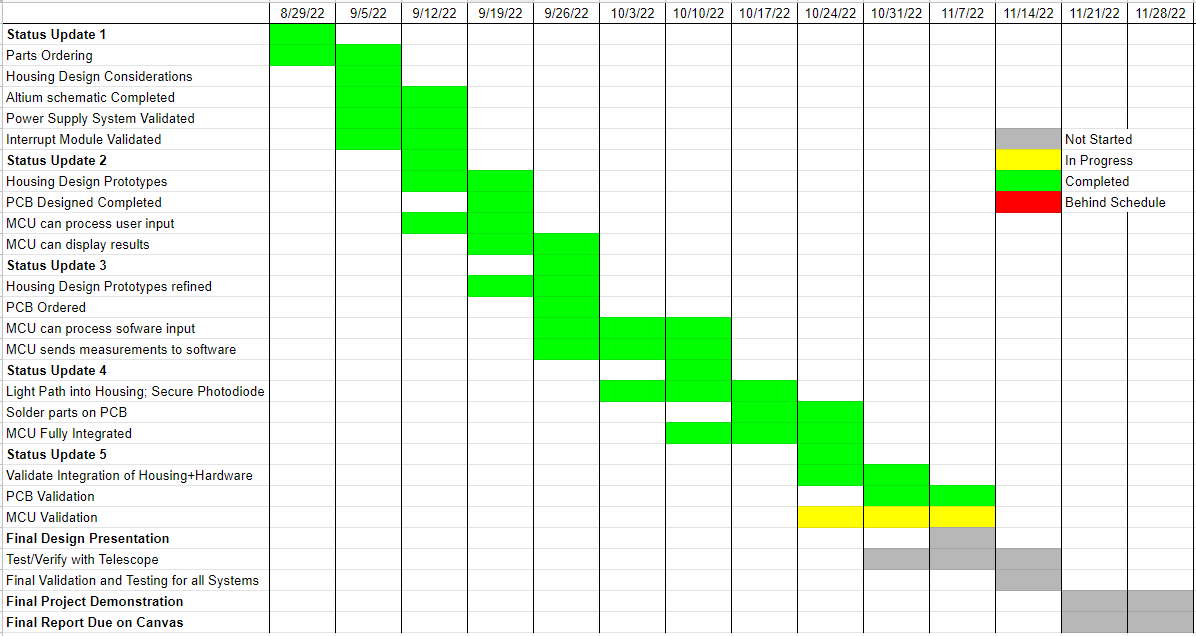 8/29/22 9/5/22 9/12/22 9/19/22 9/26/22 10/3/22 10/10/22 10/17/22 10/24/22 10/31/22 11/7/22 11/14/22 11/21/22 11/28/22
Status Update 1
Parts Ordering
Housing Design Considerations
Altium schematic Completed
Power Supply System Validated
Interrupt Module Validated Not Started
Status Update 2 In Progress
Housing Design Prototypes Completed
PCB Designed Completed Behind Schedule
MCU can process user input
MCU can display results
Status Update 3
Housing Design Prototypes refined
PCB Ordered
MCU can process sofware input
MCU sends measurements to software
Status Update 4
Light Path into Housing; Secure Photodiode
Solder parts on PCB
MCU Fully Integrated
Status Update 5
Validate Integration of Housing+Hardware
PCB Validation
MCU Validation
Final Design Presentation
Test/Verify with Telescope
Final Validation and Testing for all Systems
Final Project Demonstration
Final Report Due on Canvas